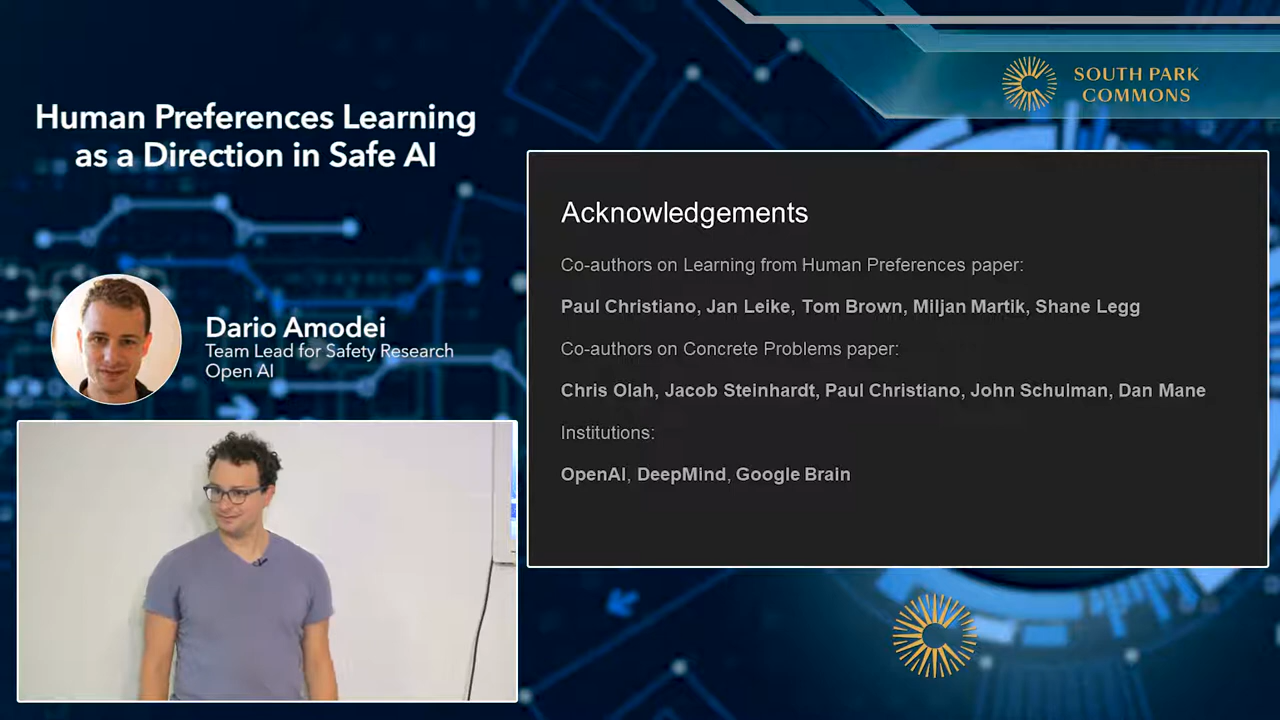 SOUTH PARK
COMMONS
Human Preferences Learning
as a Direction in Safe AI
Dario Amodei
Team Lead for Safety Research
Open AI
Acknowledgements
Co-authors on Learning from Human Preferences paper:
Paul Christiano, Jan Leike, Tom Brown, Miljan Martik, Shane Legg
Co-authors on Concrete Problems paper:
Chris Olah, Jacob Steinhardt, Paul Christiano, John Schulman, Dan Mane
Institutions:
OpenAI, DeepMind, Google Brain